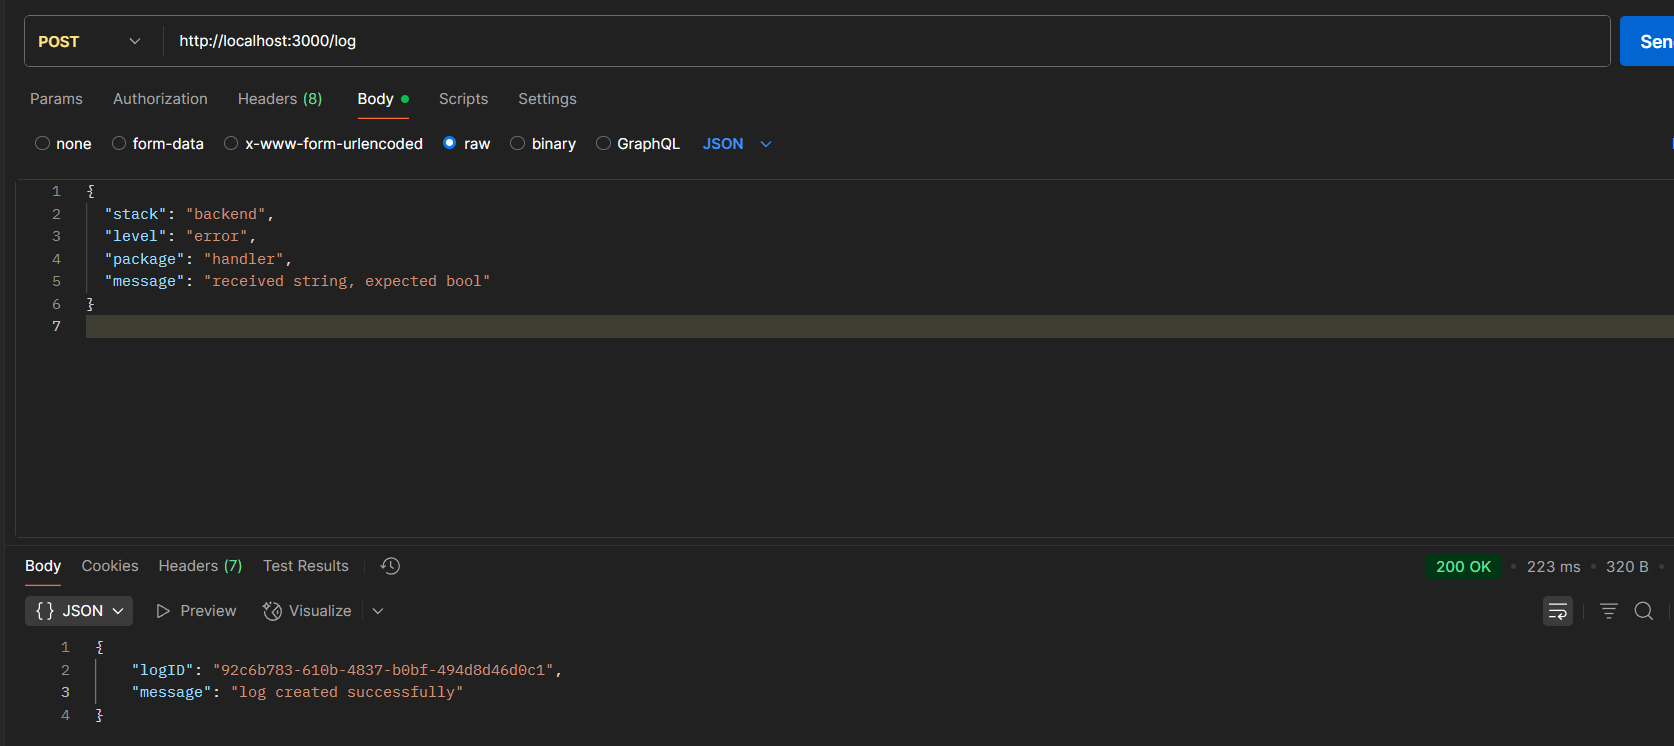 POST http://localhost:3000/log Sen
Params Authorization Headers (8) Body Scripts Settings
none form-data x-www-form-urlencoded raw binary GraphQL JSON
1 {
2 "stack": "backend",
3 "level": "error",
4 "package": "handler",
5 "message": "received string, expected bool"
6 }
7
Body Cookies Headers (7) Test Results 200 OK • 223 ms • 320 B •
{} JSON Preview Visualize
1 {
2 "logID": "92c6b783-610b-4837-b0bf-494d8d46d0c1",
3 "message": "log created successfully"
4 }